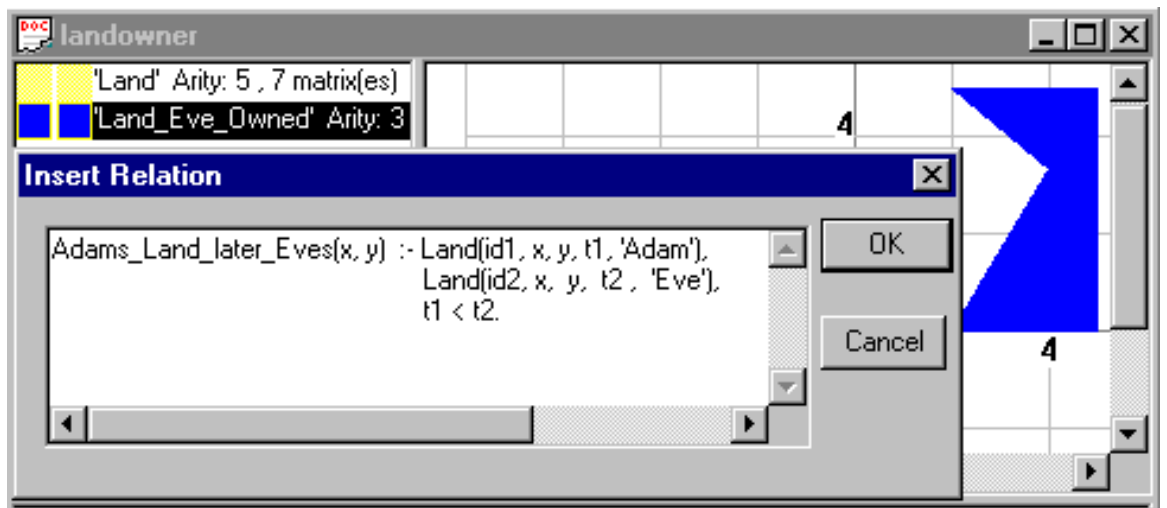 DOC landowner
'Land' Arity: 5 , 7 matrix(es)
'Land_Eve_Owned' Arity: 3
4
Insert Relation
Adams_Land_later_Eves(x, y) :- Land(id1, x, y, t1, 'Adam'),
Land(id2, x, y, t2 , 'Eve'),
t1 < t2.
OK
Cancel
4